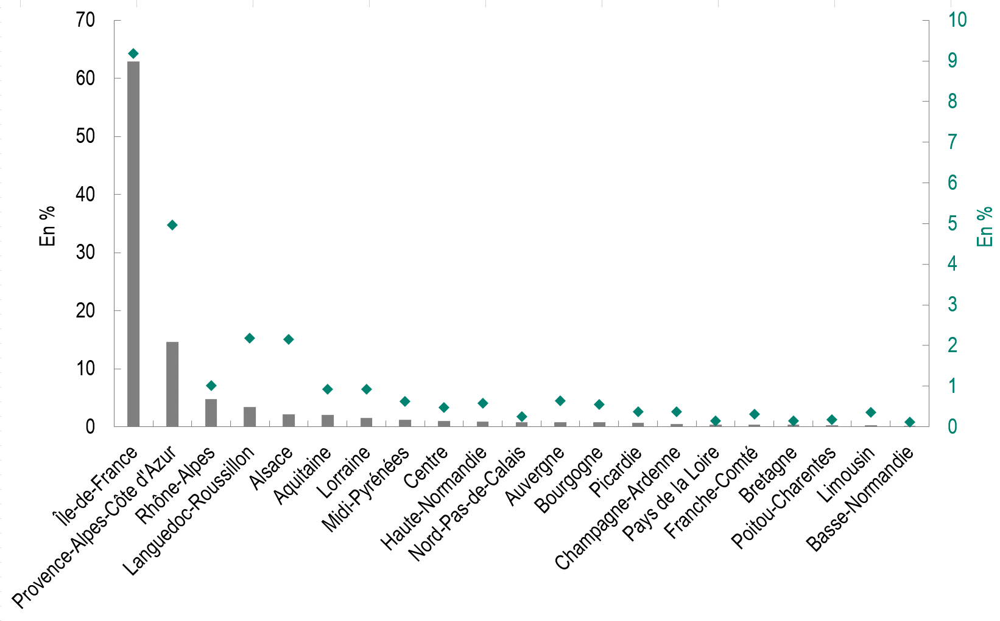 70
60
50
40
30
20
10
0
En %
10
9
8
7
6
5
4
3
2
1
0
En %
Île-de-France
Provence-Alpes-Côte d'Azur
Rhône-Alpes
Languedoc-Roussillon
Alsace
Aquitaine
Lorraine
Midi-Pyrénées
Centre
Haute-Normandie
Nord-Pas-de-Calais
Auvergne
Bourgogne
Picardie
Champagne-Ardenne
Pays de la Loire
Franche-Comté
Bretagne
Poitou-Charentes
Limousin
Basse-Normandie